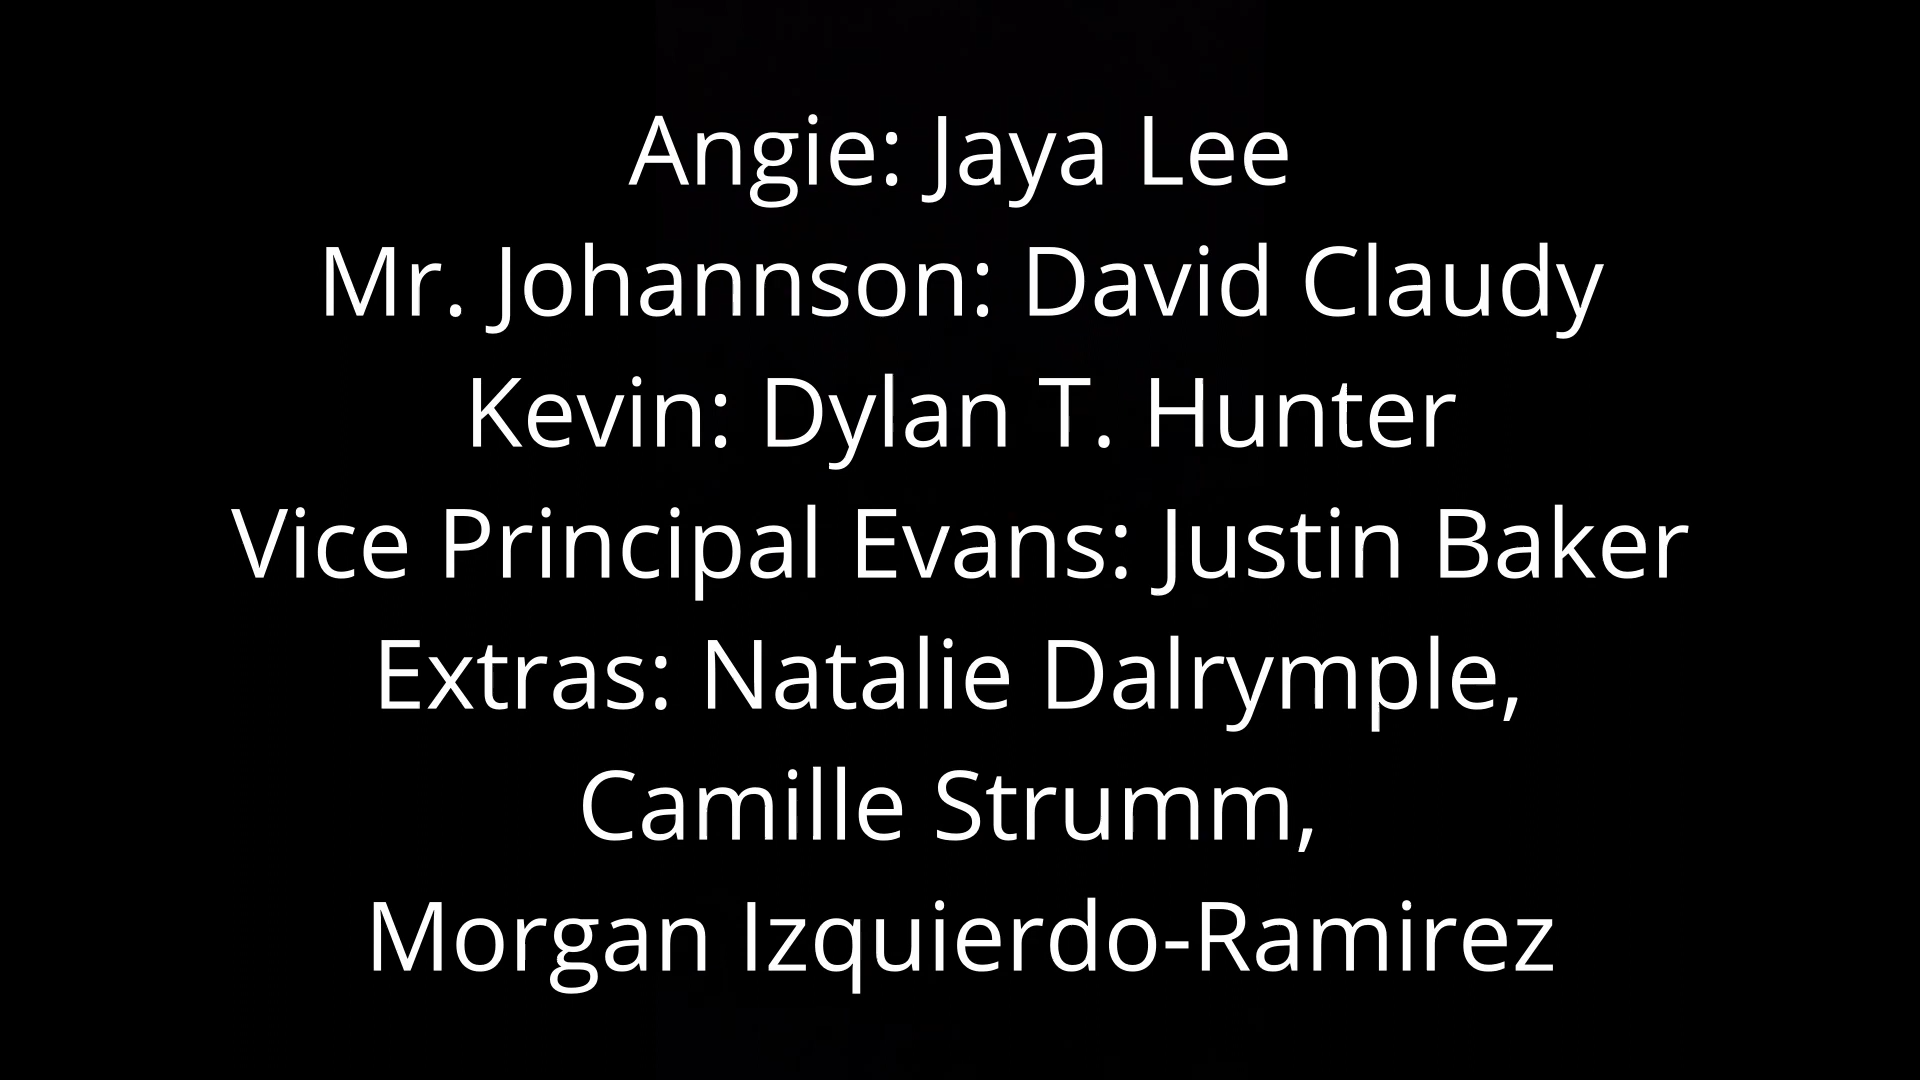 Angie: Jaya Lee
Mr. Johannson: David Claudy
Kevin: Dylan T. Hunter
Vice Principal Evans: Justin Baker
Extras: Natalie Dalrymple,
Camille Strumm,
Morgan Izquierdo-Ramirez